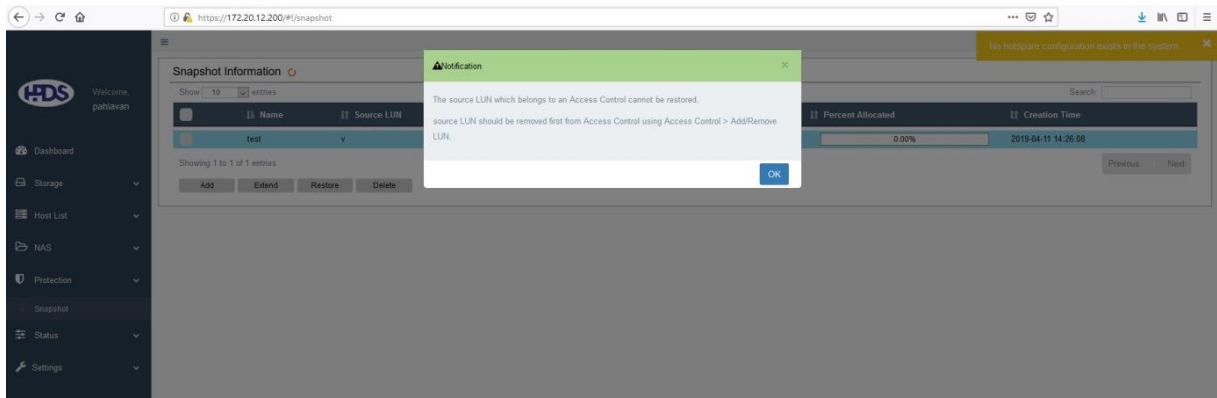 https://172.20.12.200/#!/snapshot
No hotspare configuration exists in the system.
HPDS
Welcome,
pahlavan
Dashboard
Storage
Host List
NAS
Protection
Snapshot
Status
Settings
Snapshot Information
Show 10 entries
Search:
Name Source LUN Percent Allocated Creation Time
test v 0.00% 2019-04-11 14:26:08
Showing 1 to 1 of 1 entries
Previous Next
Add Extend Restore Delete
Notification
The source LUN which belongs to an Access Control cannot be restored.
source LUN should be removed first from Access Control using Access Control > Add/Remove
LUN.
OK